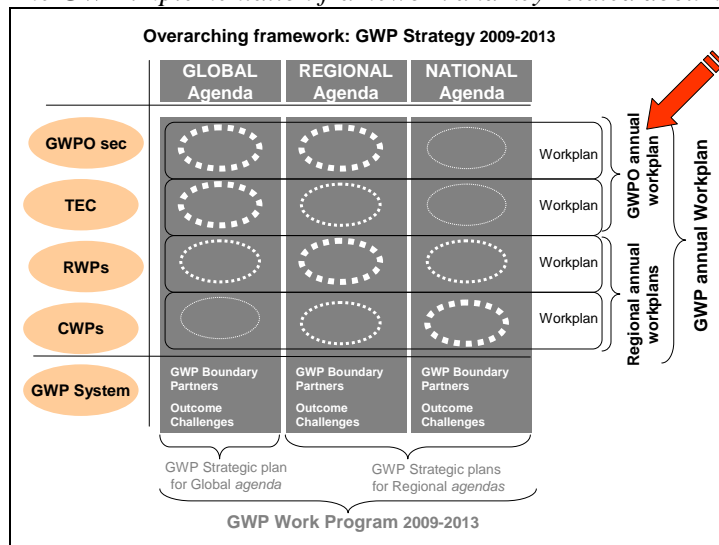 Overarching framework: GWP Strategy 2009-2013
GLOBAL
Agenda
REGIONAL
Agenda
NATIONAL
Agenda
GWPO sec
Workplan
TEC
Workplan
RWPs
Workplan
CWPs
Workplan
GWPO annual
workplan
Regional annual
workplans
GWP annual Workplan
GWP System
GWP Boundary
Partners
Outcome
Challenges
GWP Boundary
Partners
Outcome
Challenges
GWP Boundary
Partners
Outcome
Challenges
GWP Strategic plan
for Global agenda
GWP Strategic plans
for Regional agendas
GWP Work Program 2009-2013